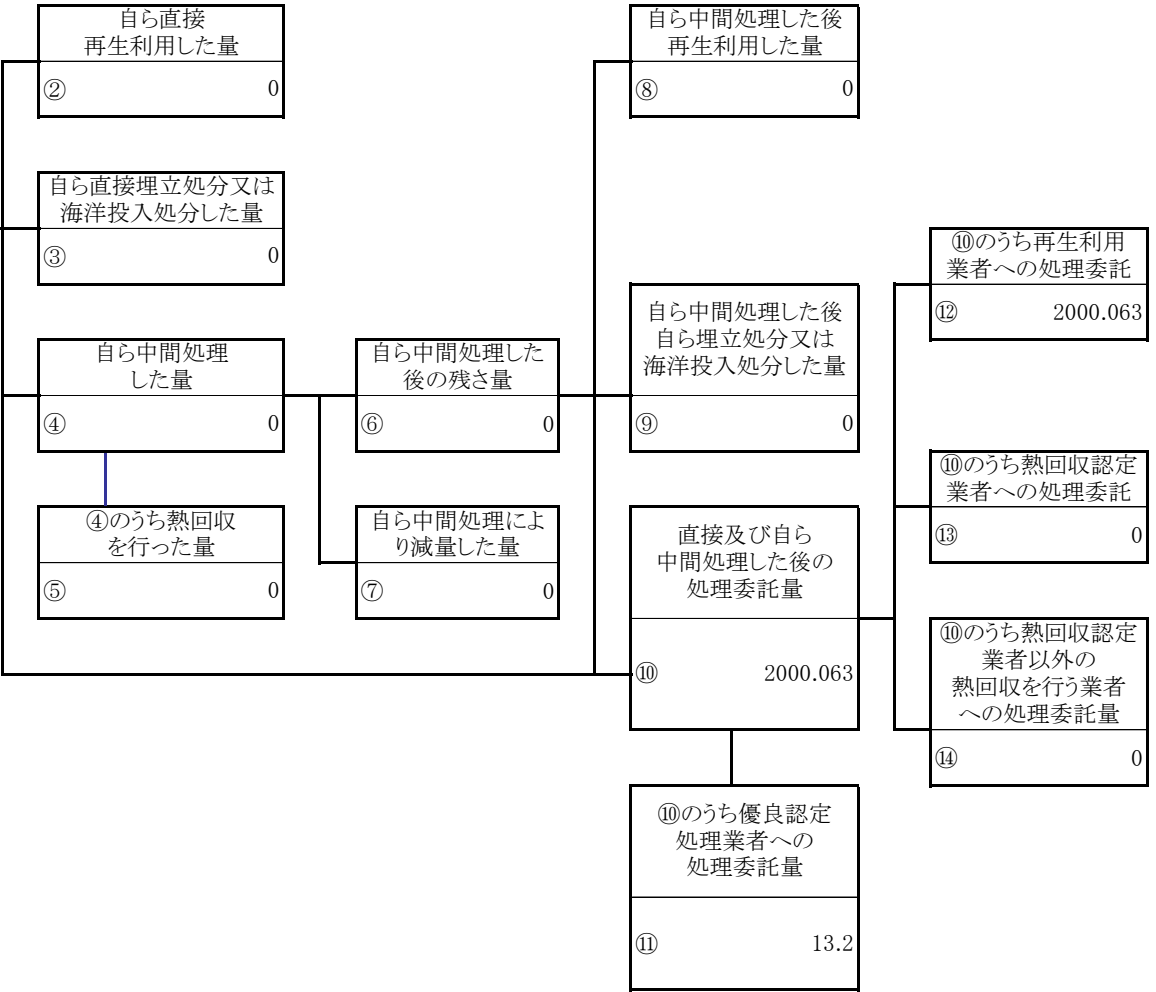 自ら直接
再生利用した量
② 0
自ら中間処理した後
再生利用した量
⑧ 0
自ら直接埋立処分又は
海洋投入処分した量
③ 0
⑩のうち再生利用
業者への処理委託
⑫ 2000.063
自ら中間処理した後
自ら埋立処分又は
海洋投入処分した量
⑨ 0
自ら中間処理
した量
④ 0
自ら中間処理した
後の残さ量
⑥ 0
⑩のうち熱回収認定
業者への処理委託
⑬ 0
④のうち熱回収
を行った量
⑤ 0
自ら中間処理によ
り減量した量
⑦ 0
直接及び自ら
中間処理した後の
処理委託量
⑩ 2000.063
⑩のうち熱回収認定
業者以外の
熱回収を行う業者
への処理委託量
⑭ 0
⑩のうち優良認定
処理業者への
処理委託量
⑪ 13.2